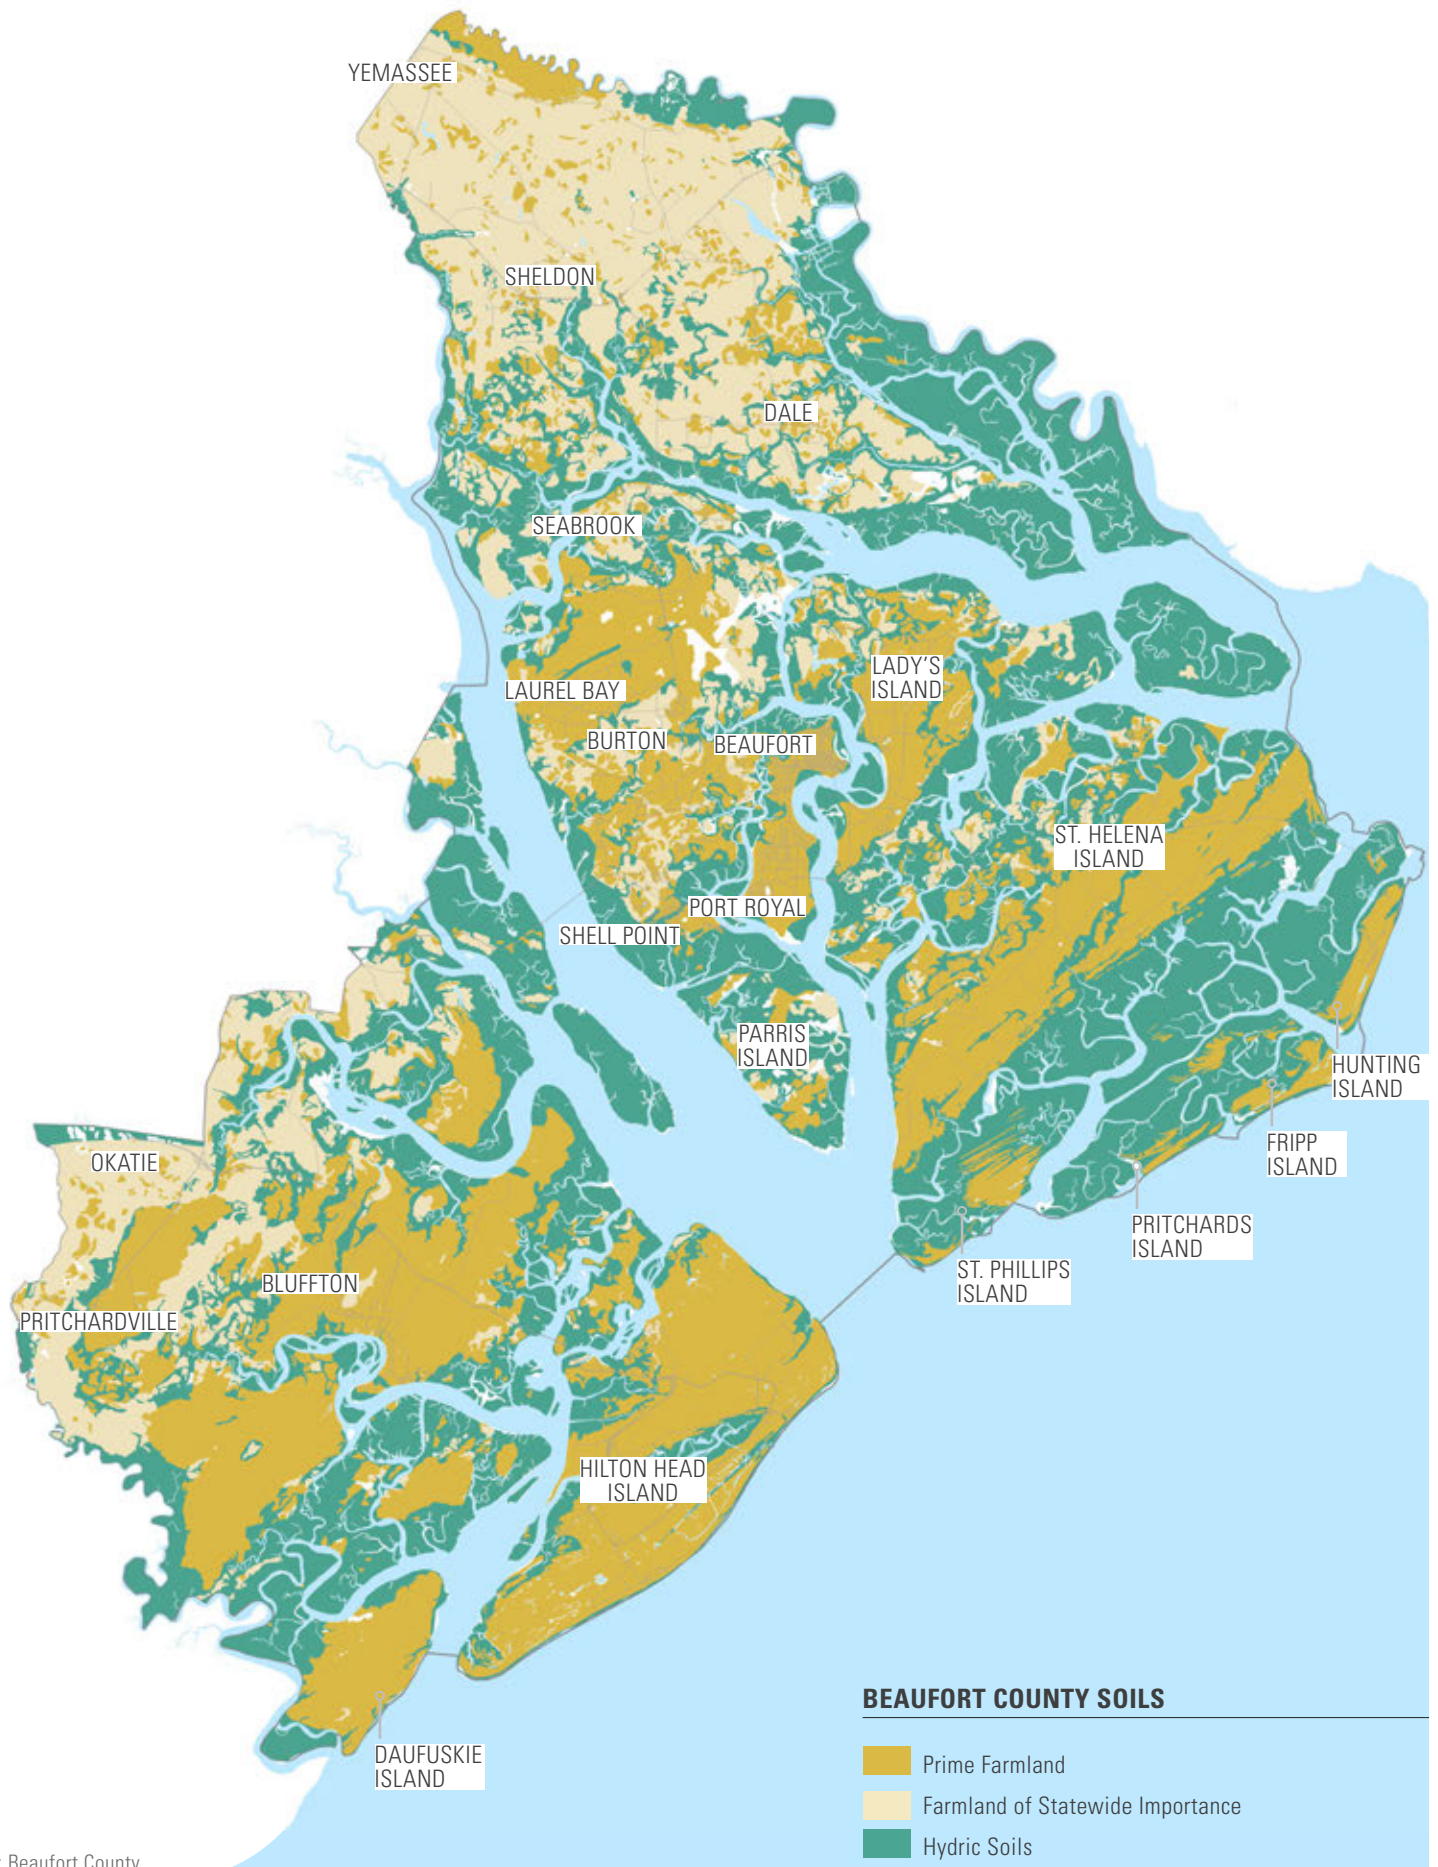 YEMASSEE
SHELDON
DALE
SEABROOK
LADY'S
ISLAND
LAUREL BAY
BURTON
BEAUFORT
ST. HELENA
ISLAND
PORT ROYAL
SHELL POINT
PARRIS
ISLAND
HUNTING
ISLAND
FRIPP
ISLAND
OKATIE
PRITCHARDS
ISLAND
ST. PHILLIPS
ISLAND
BLUFFTON
PRITCHARDVILLE
HILTON HEAD
ISLAND
DAUFUSKIE
ISLAND
BEAUFORT COUNTY SOILS
Prime Farmland
Farmland of Statewide Importance
Hydric Soils
Beaufort County